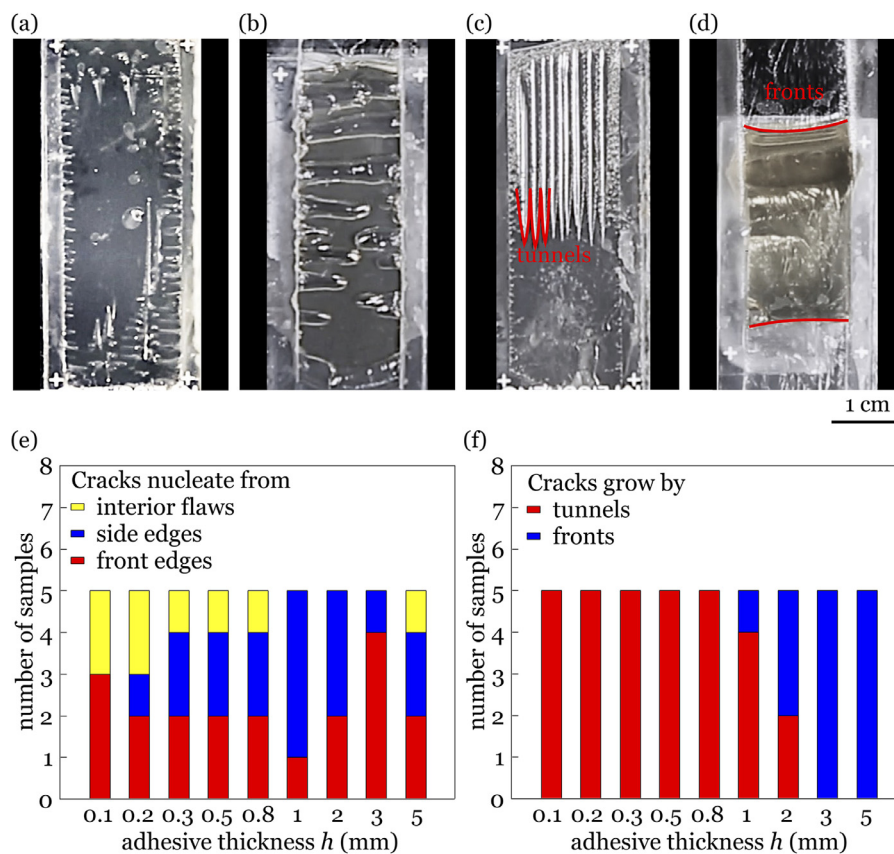 (a)
(b)
(c)
(d)
fronts
tunnels
1 cm
(e)
(f)
Cracks nucleate from
interior flaws
side edges
front edges
number of samples
8
7
6
5
4
3
2
1
0
0.1 0.2 0.3 0.5 0.8 1 2 3 5
adhesive thickness h (mm)
Cracks grow by
tunnels
fronts
number of samples
8
7
6
5
4
3
2
1
0
0.1 0.2 0.3 0.5 0.8 1 2 3 5
adhesive thickness h (mm)